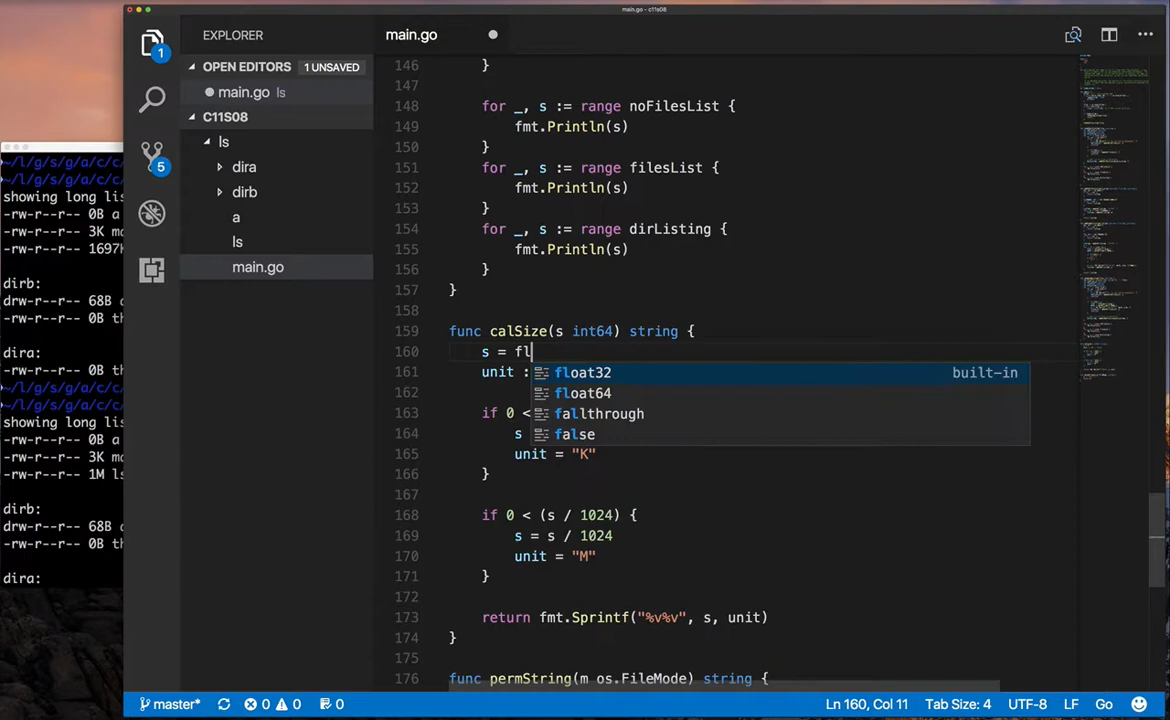 main.go — c11s08
EXPLORER
main.go
OPEN EDITORS 1 UNSAVED
main.go ls
C11S08
ls
dira
dirb
a
ls
main.go
1
5
~/l/g/s/g/a/c/c/
~/l/g/s/g/a/c/c/
showing long lis
-rw-r--r-- 0B a
-rw-r--r-- 3K ma
-rw-r--r-- 1697K
dirb:
drw-r--r-- 68B a
-rw-r--r-- 0B th
dira:
~/l/g/s/g/a/c/c/
~/l/g/s/g/a/c/c/
showing long lis
-rw-r--r-- 0B a
-rw-r--r-- 3K ma
-rw-r--r-- 1M ls
dirb:
drw-r--r-- 68B a
-rw-r--r-- 0B th
dira:
146 }
147
148 for _, s := range noFilesList {
149 fmt.Println(s)
150 }
151 for _, s := range filesList {
152 fmt.Println(s)
153 }
154 for _, s := range dirListing {
155 fmt.Println(s)
156 }
157 }
158
159 func calSize(s int64) string {
160 s = fl
161 unit :
float32 built-in
float64
fallthrough
false
162
163 if 0 <
164 s
165 unit = "K"
166 }
167
168 if 0 < (s / 1024) {
169 s = s / 1024
170 unit = "M"
171 }
172
173 return fmt.Sprintf("%v%v", s, unit)
174 }
175
176 func permString(m os.FileMode) string {
master* 0 0 0 Ln 160, Col 11 Tab Size: 4 UTF-8 LF Go